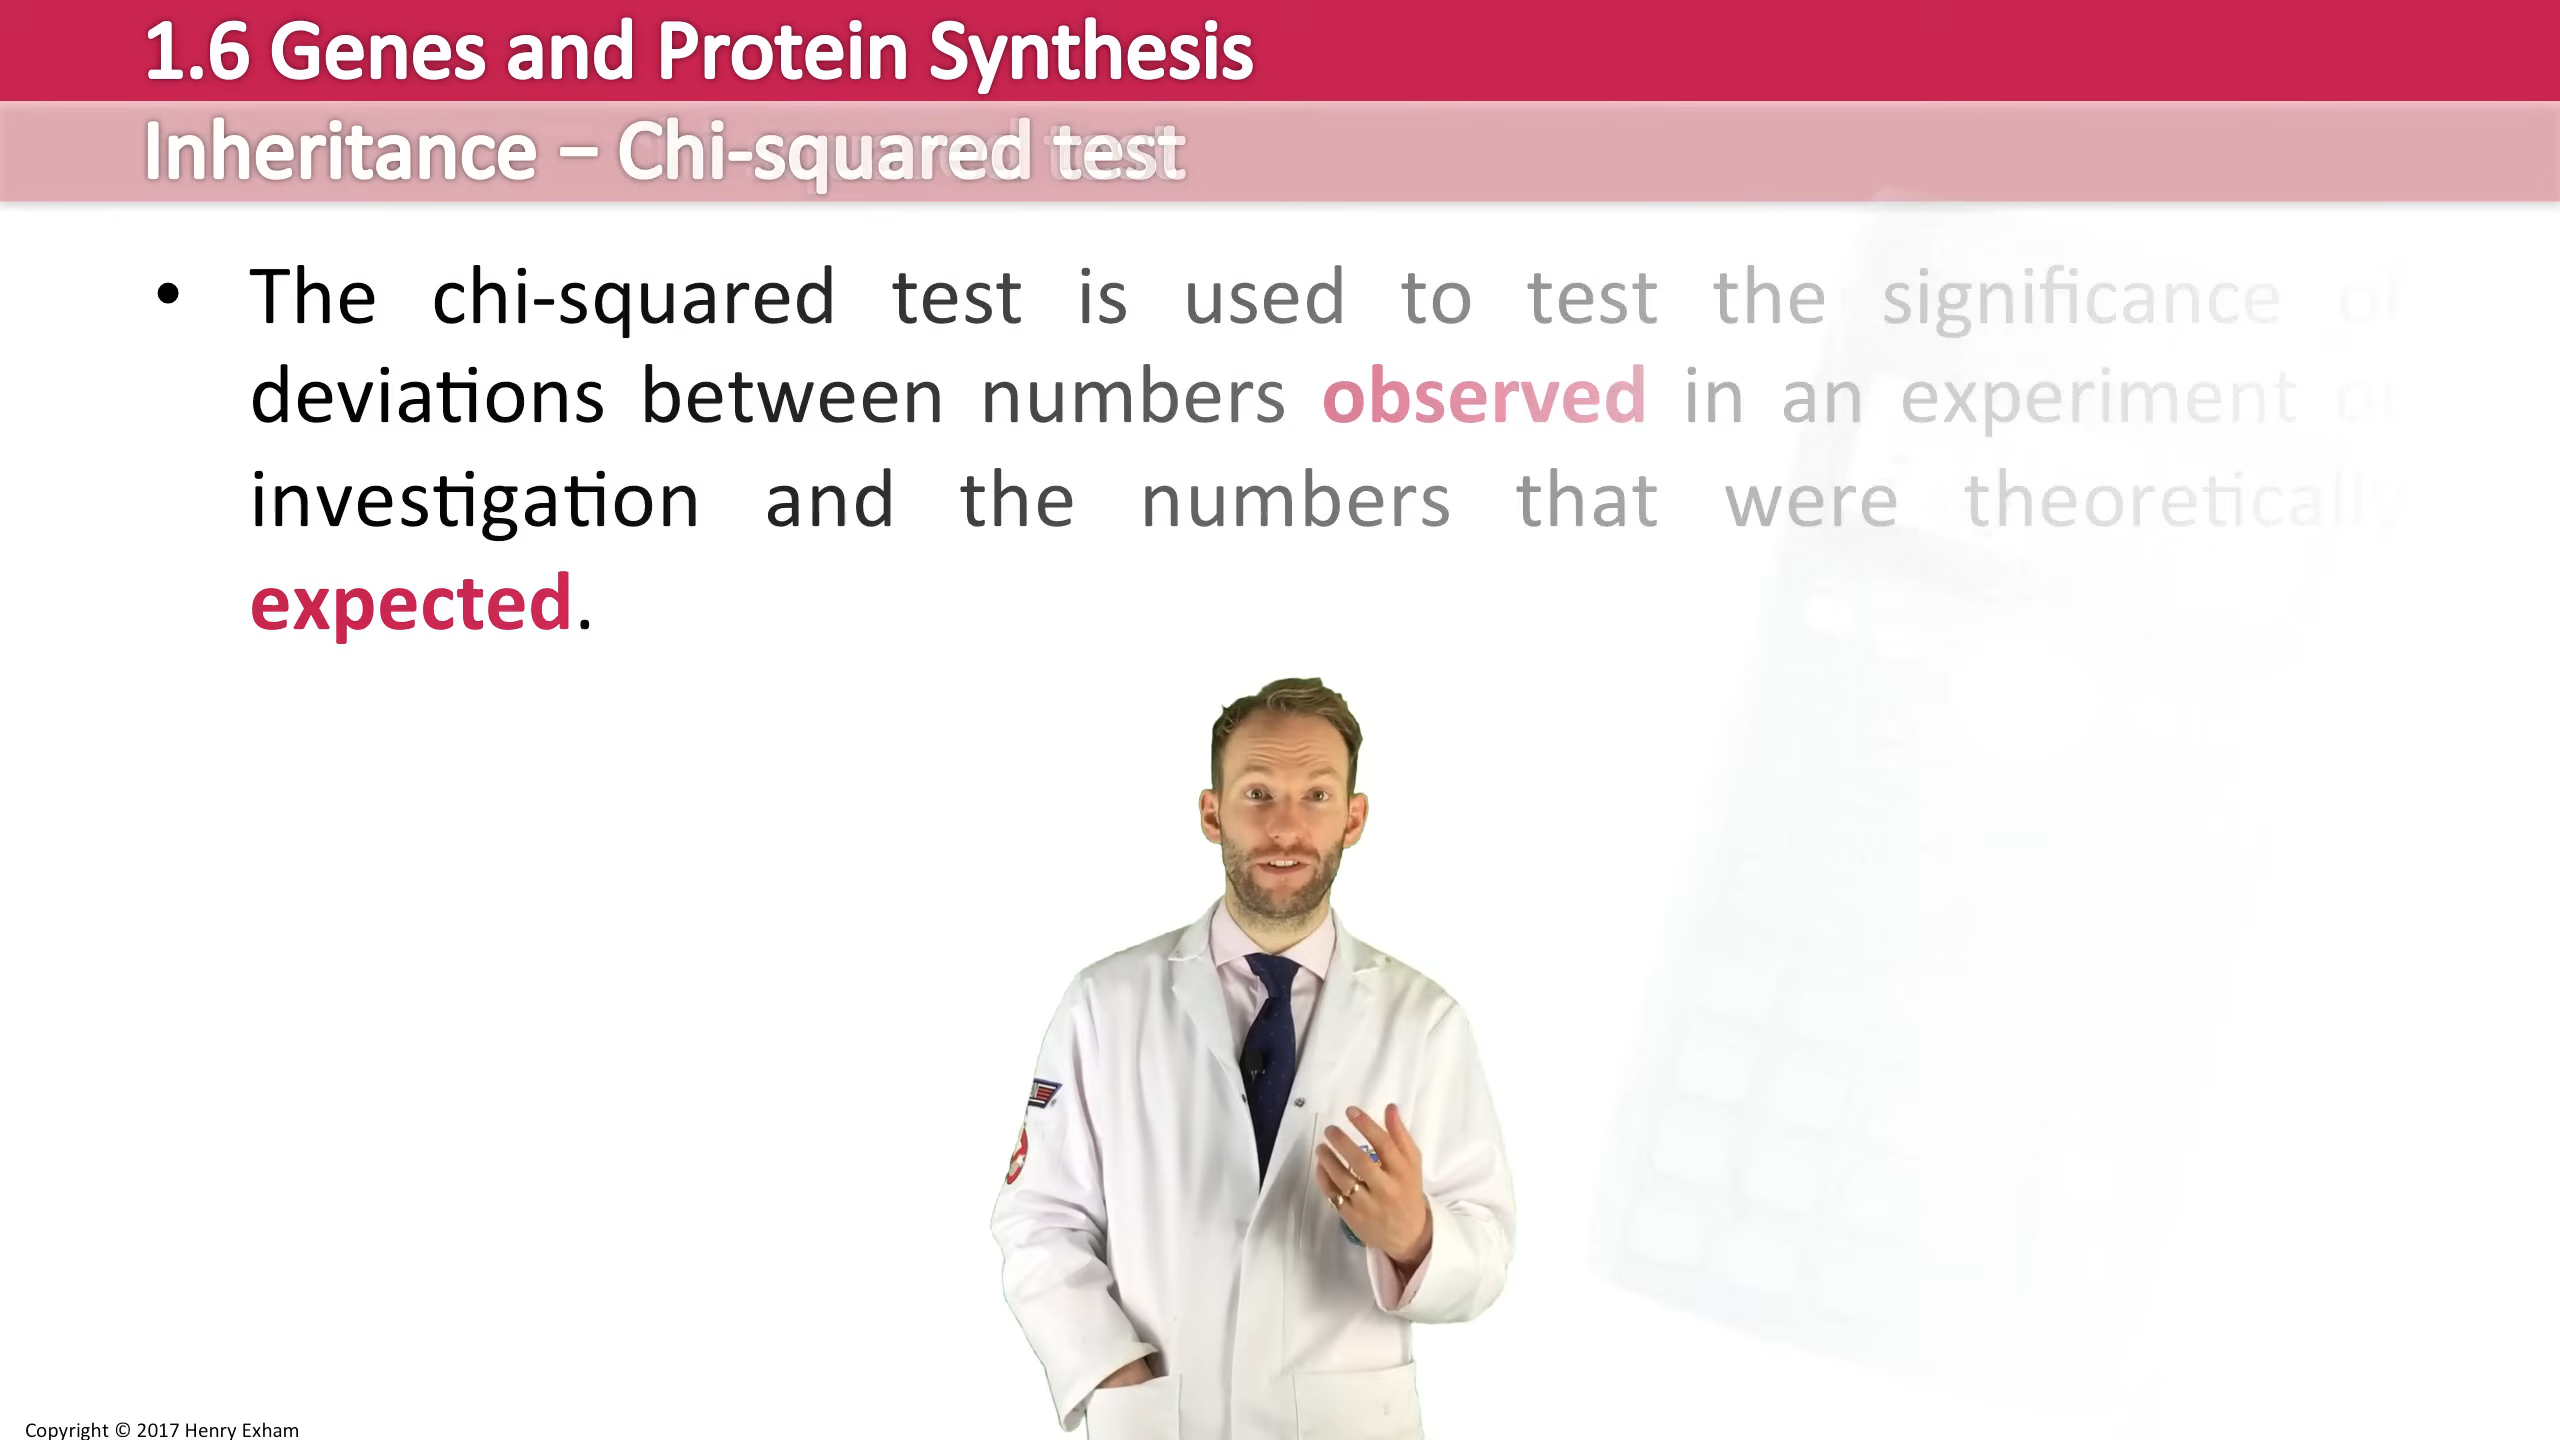 1.6 Genes and Protein Synthesis
Inheritance – Chi-squared test
• The chi-squared test is used to test the significance of
deviations between numbers observed in an experiment or
investigation and the numbers that were theoretically
expected.
Copyright © 2017 Henry Exham